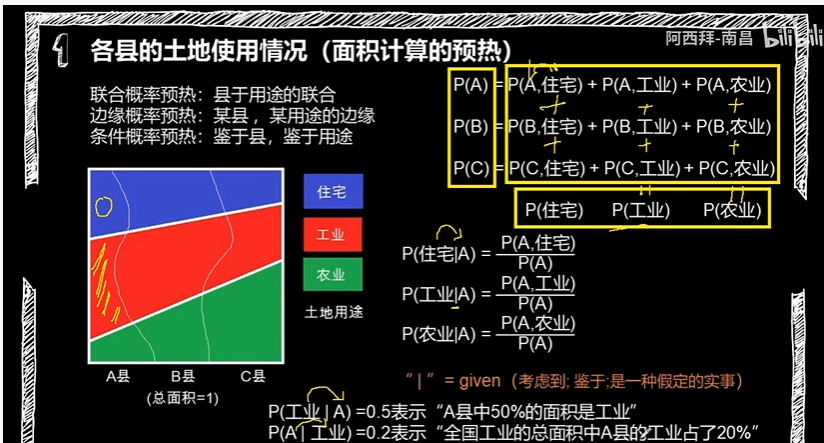 阿西拜-南昌 bilibili
1 各县的土地使用情况（面积计算的预热）
联合概率预热：县于用途的联合
边缘概率预热：某县，某用途的边缘
条件概率预热：鉴于县，鉴于用途
P(A) = P(A,住宅) + P(A,工业) + P(A,农业)
P(B) = P(B,住宅) + P(B,工业) + P(B,农业)
P(C) = P(C,住宅) + P(C,工业) + P(C,农业)
P(住宅) P(工业) P(农业)
住宅
工业
农业
土地用途
A县 B县 C县
(总面积=1)
P(住宅|A) = P(A,住宅) / P(A)
P(工业|A) = P(A,工业) / P(A)
P(农业|A) = P(A,农业) / P(A)
“ | ” = given（考虑到; 鉴于;是一种假定的实事）
P(工业 | A) =0.5表示“A县中50%的面积是工业”
P(A | 工业) =0.2表示“全国工业的总面积中A县的工业占了20%”